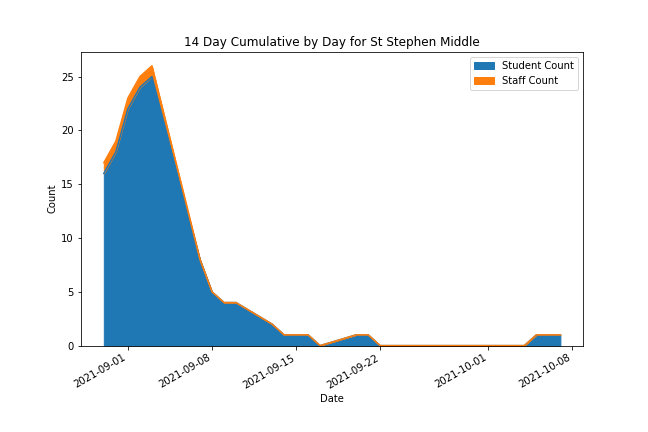 14 Day Cumulative by Day for St Stephen Middle
Student Count
Staff Count
25
20
15
10
5
0
Count
2021-09-01
2021-09-08
2021-09-15
2021-09-22
2021-10-01
2021-10-08
Date